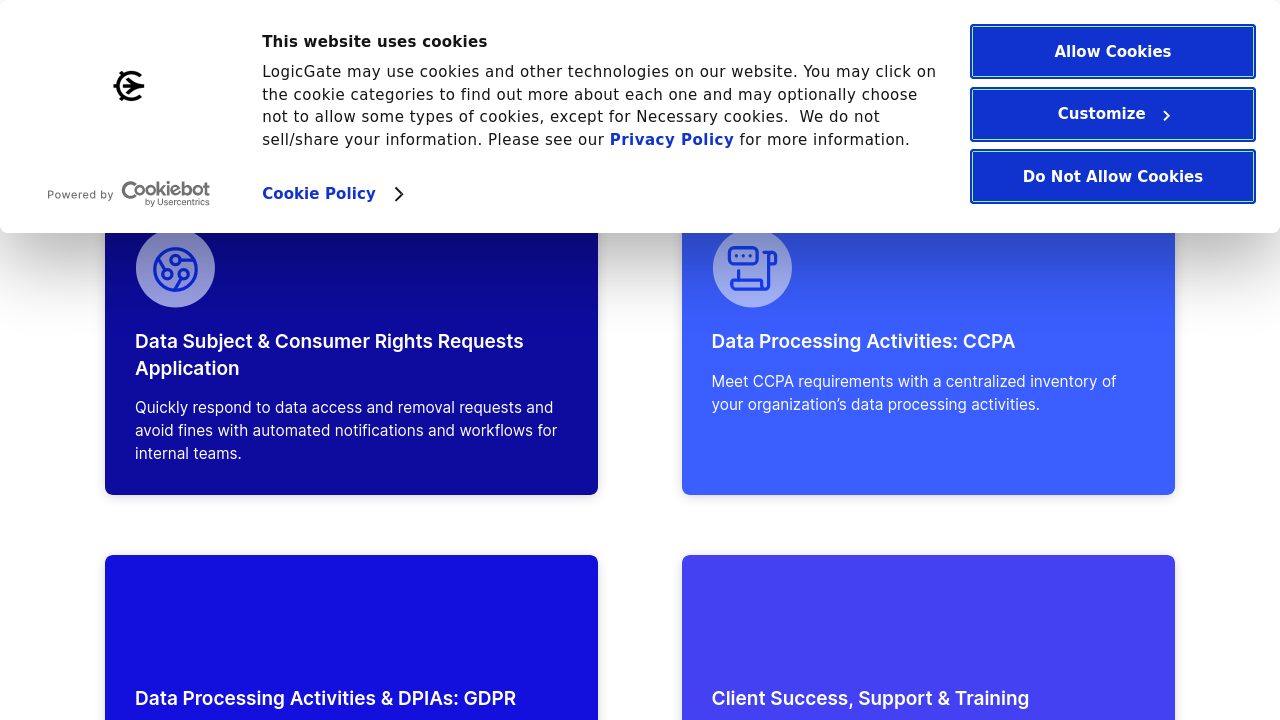 This website uses cookies
LogicGate may use cookies and other technologies on our website. You may click on
the cookie categories to find out more about each one and may optionally choose
not to allow some types of cookies, except for Necessary cookies.  We do not
sell/share your information. Please see our Privacy Policy for more information.
Cookie Policy
Powered by Cookiebot
by Usercentrics
Allow Cookies
Customize
Do Not Allow Cookies
Data Subject & Consumer Rights Requests
Application
Quickly respond to data access and removal requests and
avoid fines with automated notifications and workflows for
internal teams.
Data Processing Activities: CCPA
Meet CCPA requirements with a centralized inventory of
your organization’s data processing activities.
Data Processing Activities & DPIAs: GDPR
Client Success, Support & Training